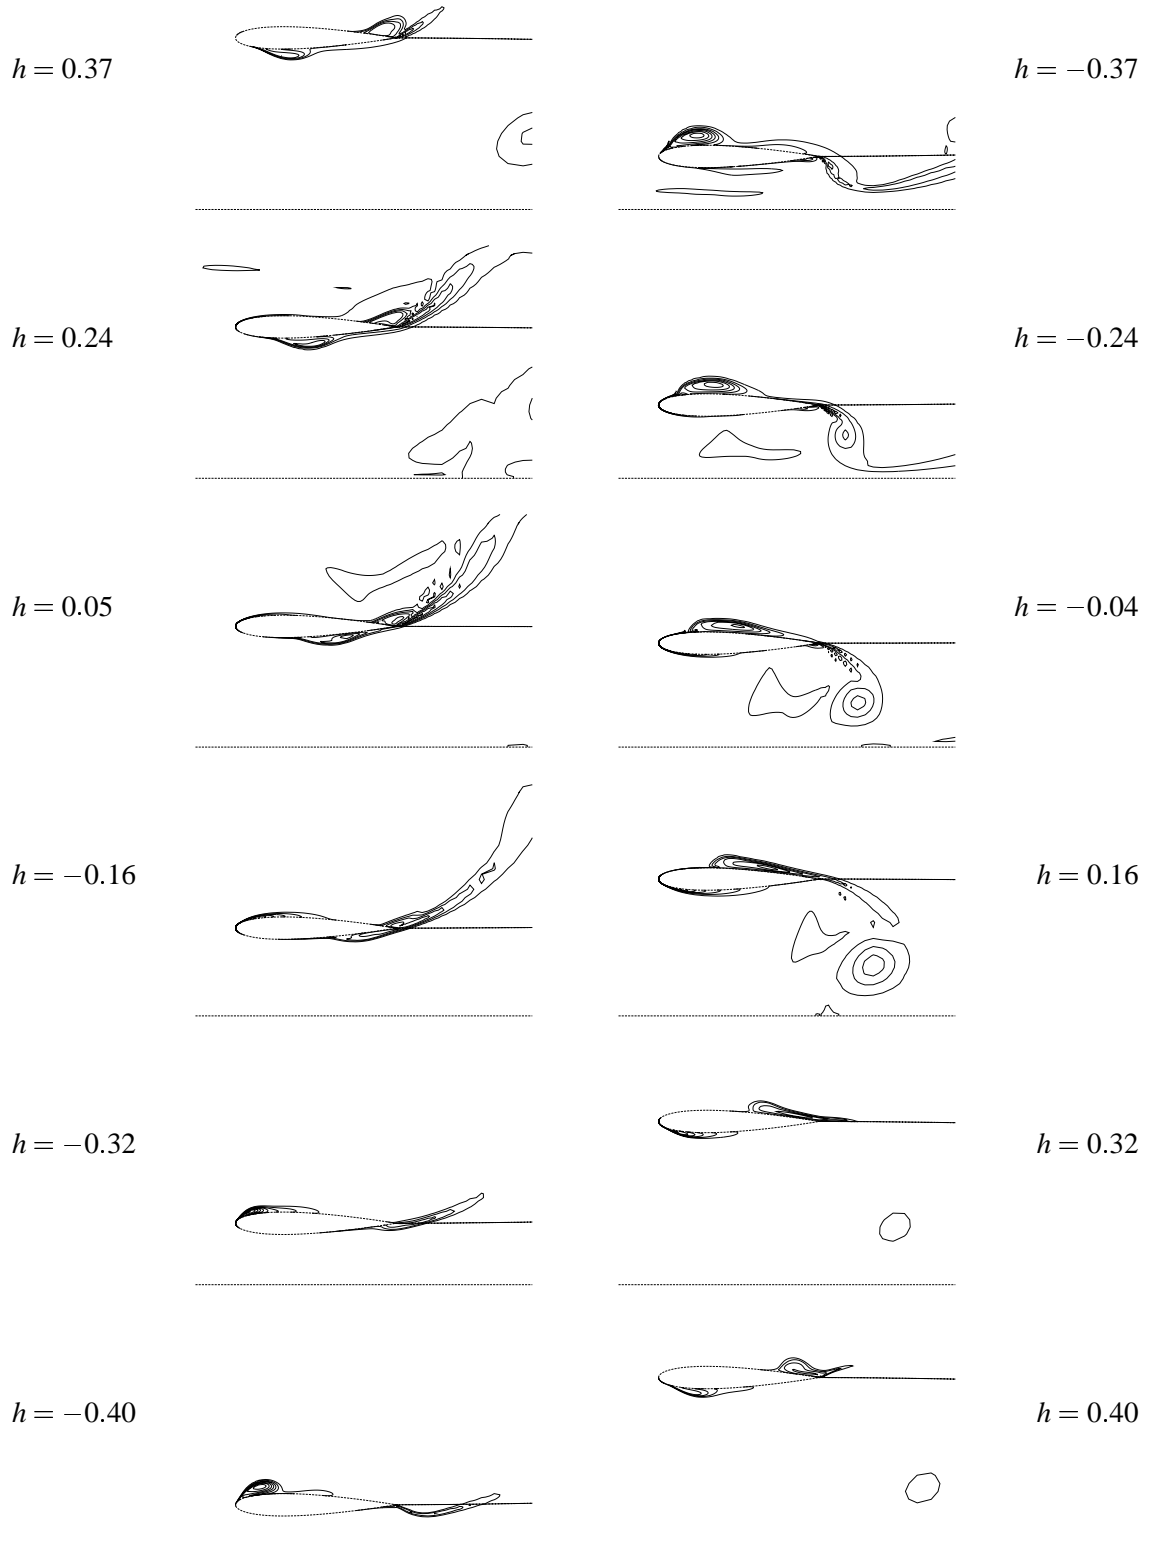 h = 0.37
h = −0.37
h = 0.24
h = −0.24
h = 0.05
h = −0.04
h = −0.16
h = 0.16
h = −0.32
h = 0.32
h = −0.40
h = 0.40